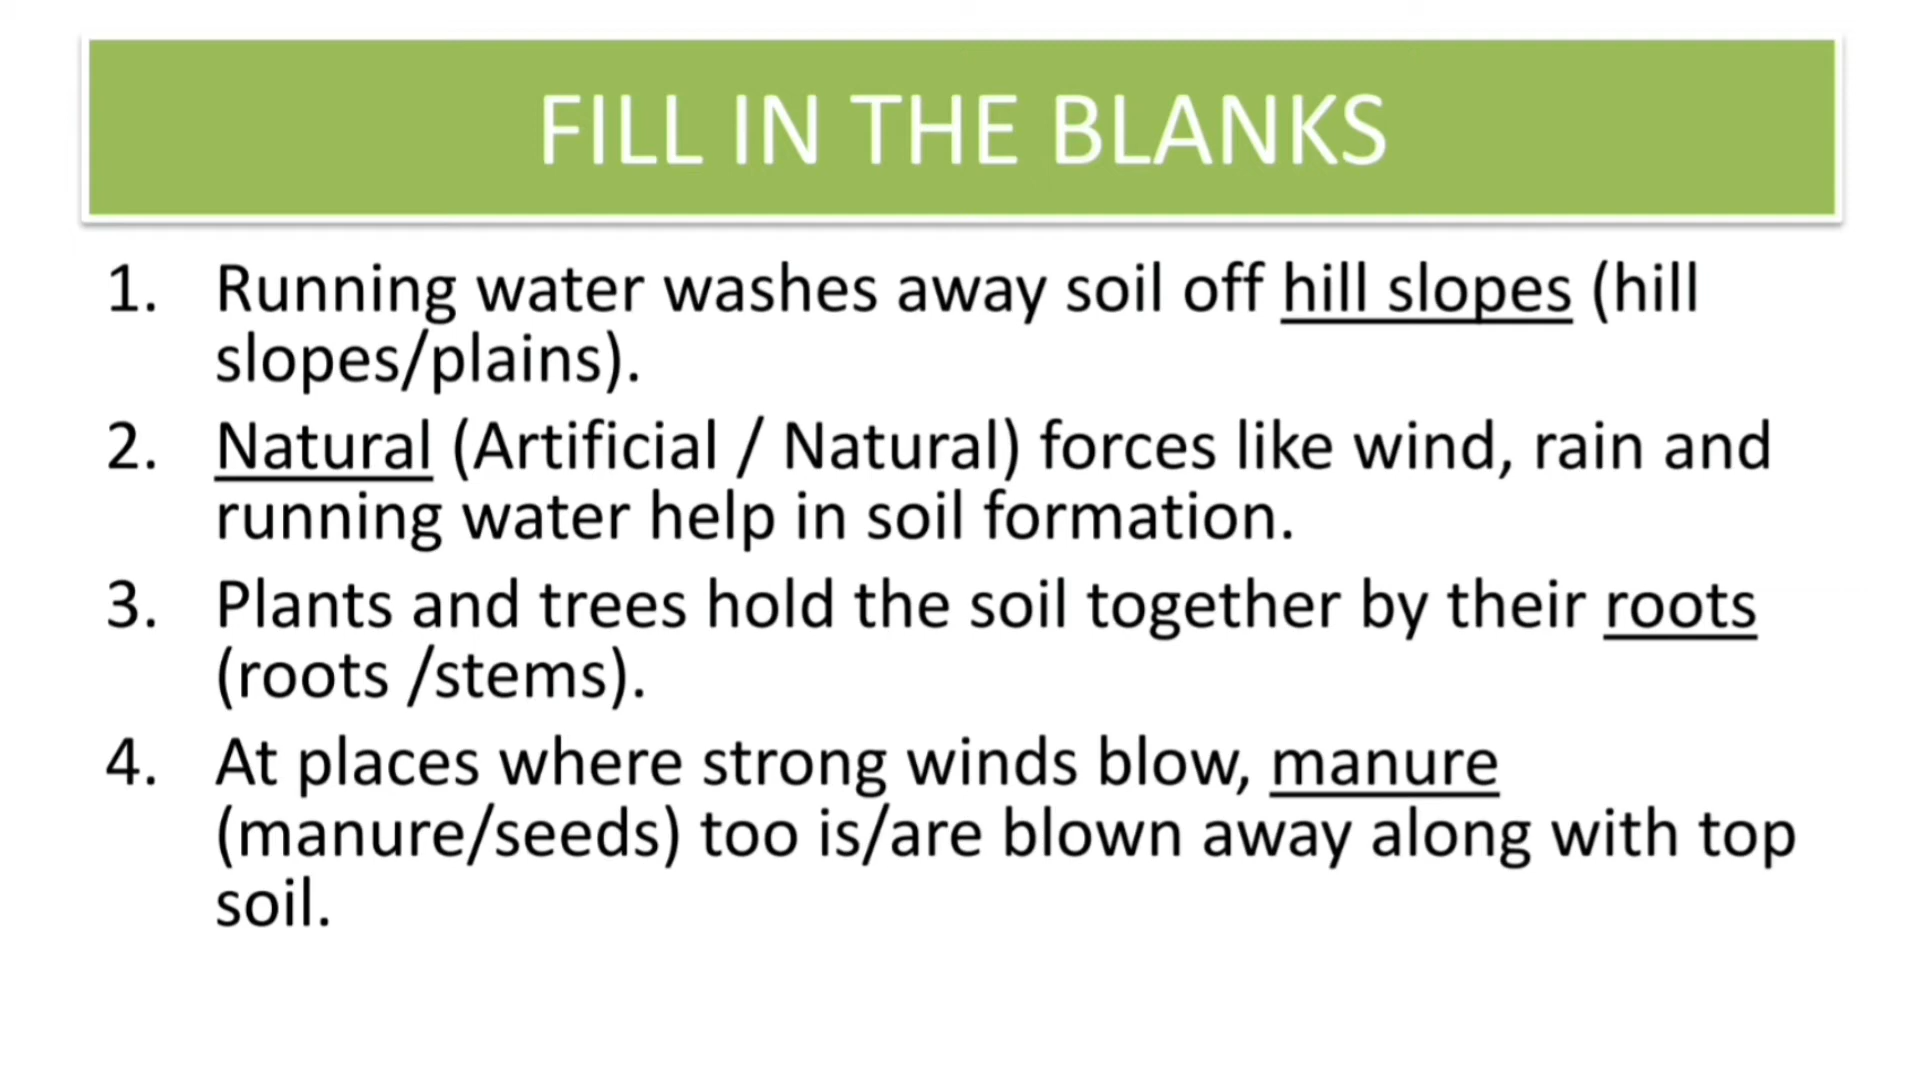 FILL IN THE BLANKS
1. Running water washes away soil off hill slopes (hill
slopes/plains).
2. Natural (Artificial / Natural) forces like wind, rain and
running water help in soil formation.
3. Plants and trees hold the soil together by their roots
(roots /stems).
4. At places where strong winds blow, manure
(manure/seeds) too is/are blown away along with top
soil.